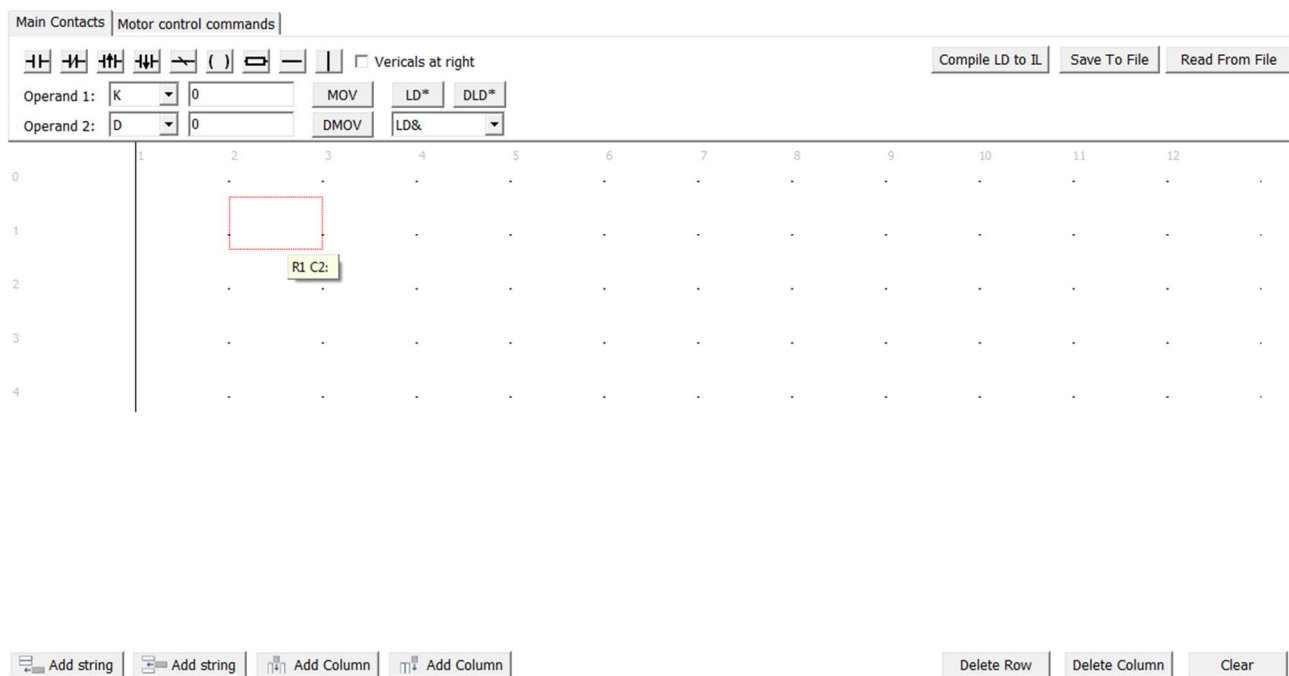 Main Contacts Motor control commands
( ) Vericals at right Compile LD to IL Save To File Read From File
Operand 1: K 0 MOV LD* DLD*
Operand 2: D 0 DMOV LD&
1 2 3 4 5 6 7 8 9 10 11 12
0
1
R1 C2:
2
3
4
Add string Add string Add Column Add Column Delete Row Delete Column Clear